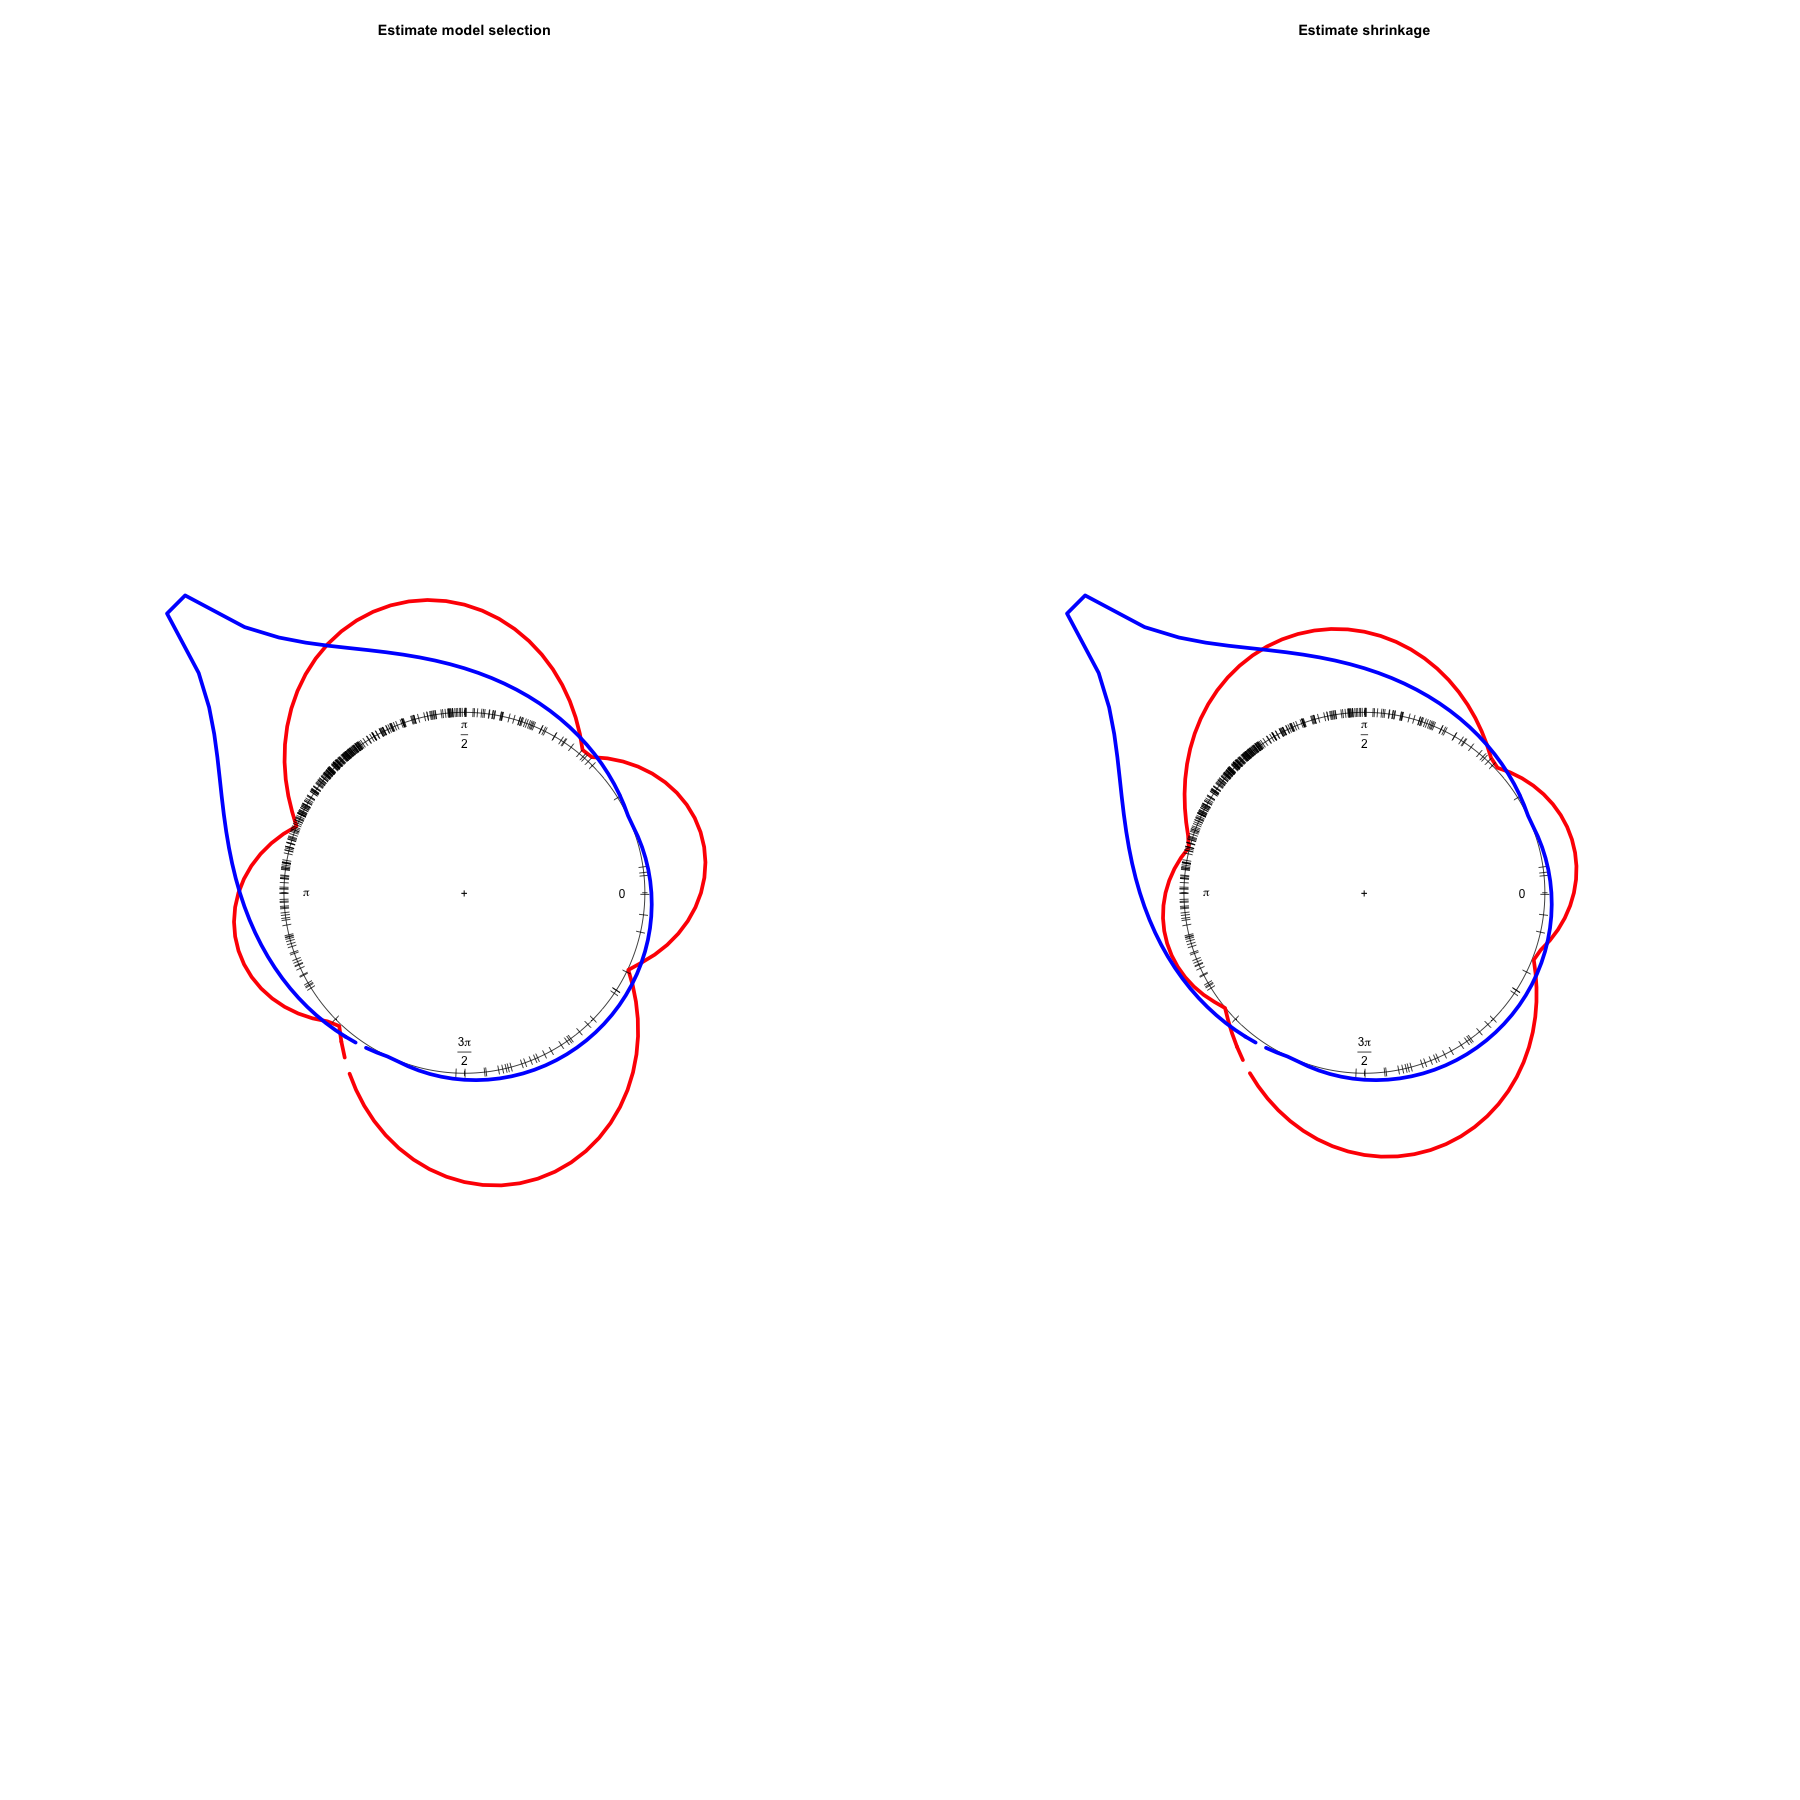 Estimate model selection
Estimate shrinkage
π
2
π
+
0
3π
2
π
2
π
+
0
3π
2